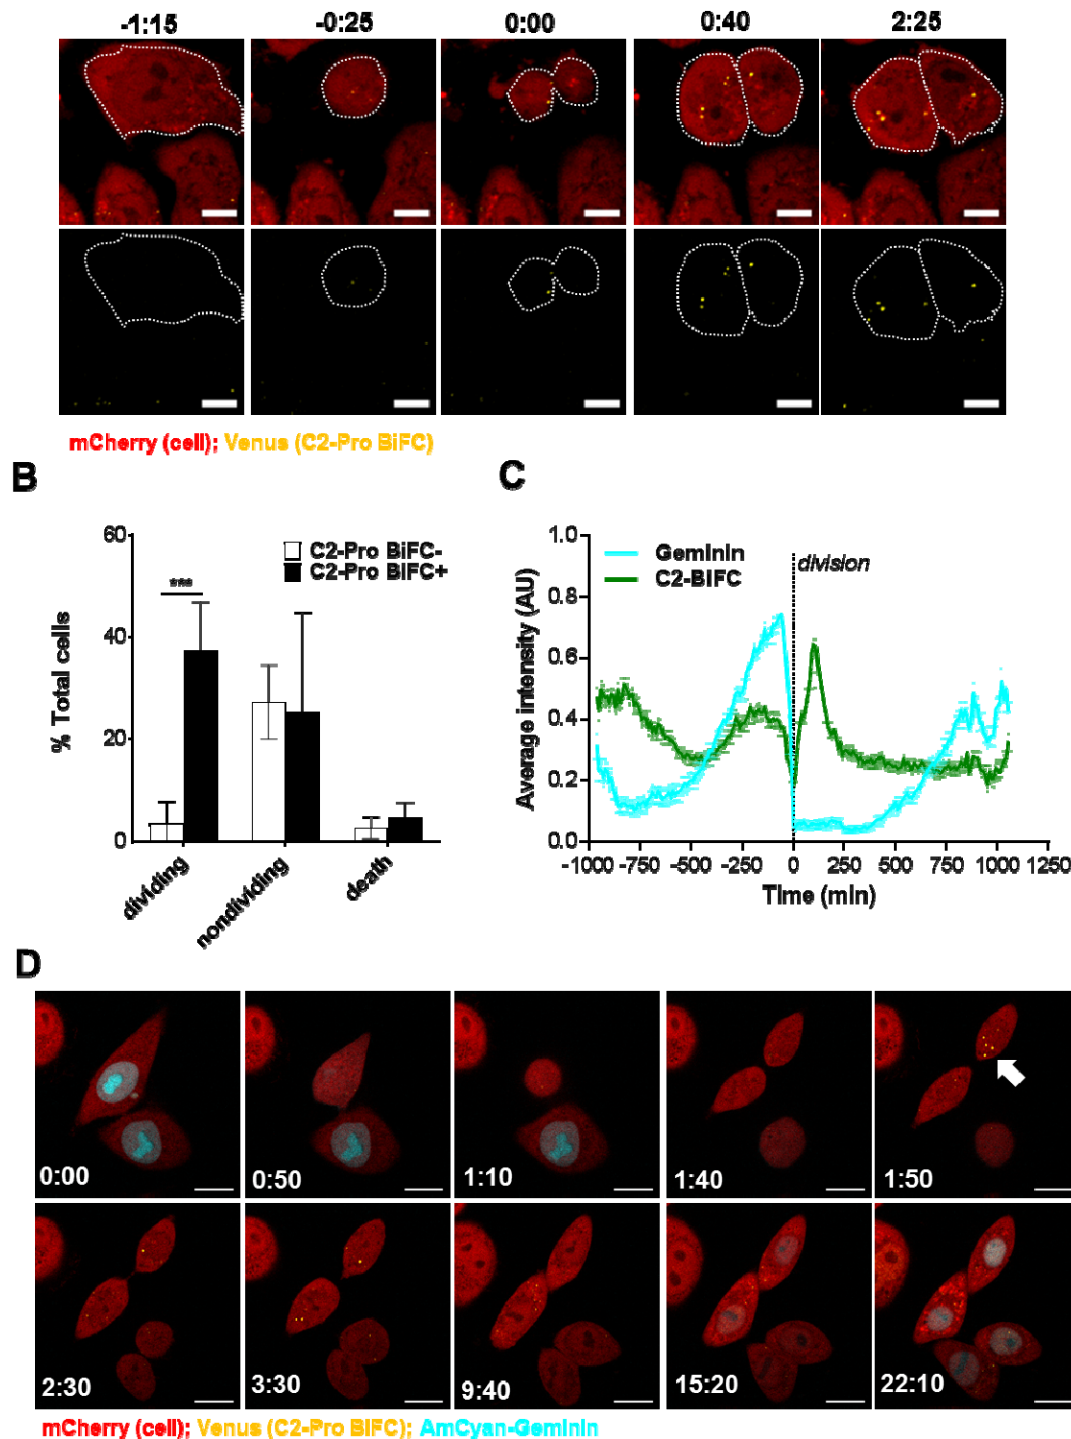 -1:15 -0:25 0:00 0:40 2:25
mCherry (cell); Venus (C2-Pro BiFC)
B
60
40
20
0
% Total cells
C2-Pro BiFC-
C2-Pro BiFC+
***
dividing
nondividing
death
C
1.0
0.8
0.6
0.4
0.2
0.0
Average intensity (AU)
Geminin
C2-BiFC
division
-1000 -750 -500 -250 0 250 500 750 1000 1250
Time (min)
D
0:00 0:50 1:10 1:40 1:50
2:30 3:30 9:40 15:20 22:10
mCherry (cell); Venus (C2-Pro BiFC); AmCyan-Geminin